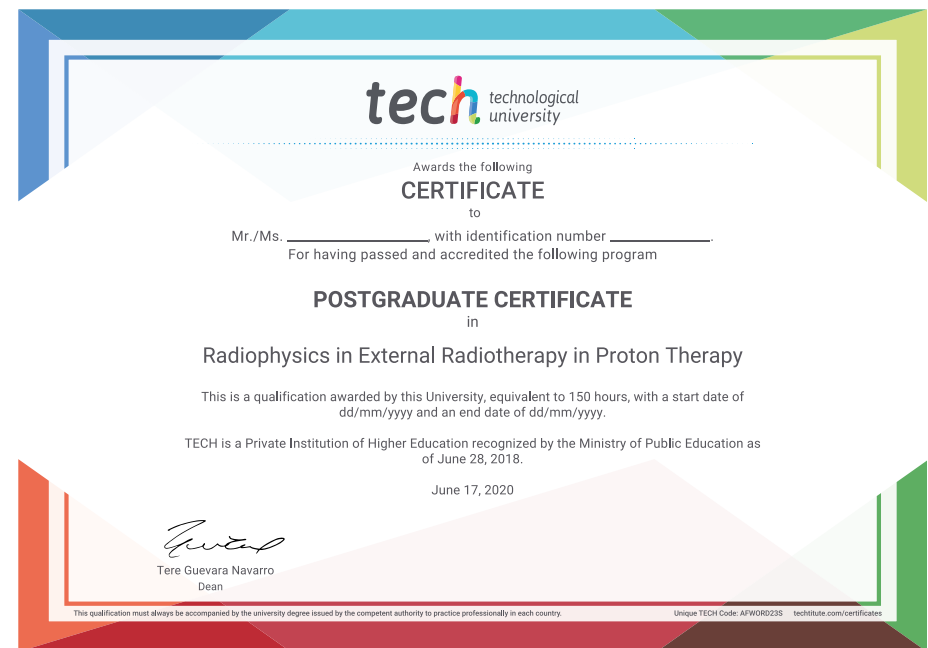 tech technological
university
Awards the following
CERTIFICATE
to
Mr./Ms. ____________, with identification number ____________.
For having passed and accredited the following program
POSTGRADUATE CERTIFICATE
in
Radiophysics in External Radiotherapy in Proton Therapy
This is a qualification awarded by this University, equivalent to 150 hours, with a start date of
dd/mm/yyyy and an end date of dd/mm/yyyy.
TECH is a Private Institution of Higher Education recognized by the Ministry of Public Education as
of June 28, 2018.
June 17, 2020
Tere Guevara Navarro
Dean
This qualification must always be accompanied by the university degree issued by the competent authority to practice professionally in each country. Unique TECH Code: AFWORD23S techtitute.com/certificates